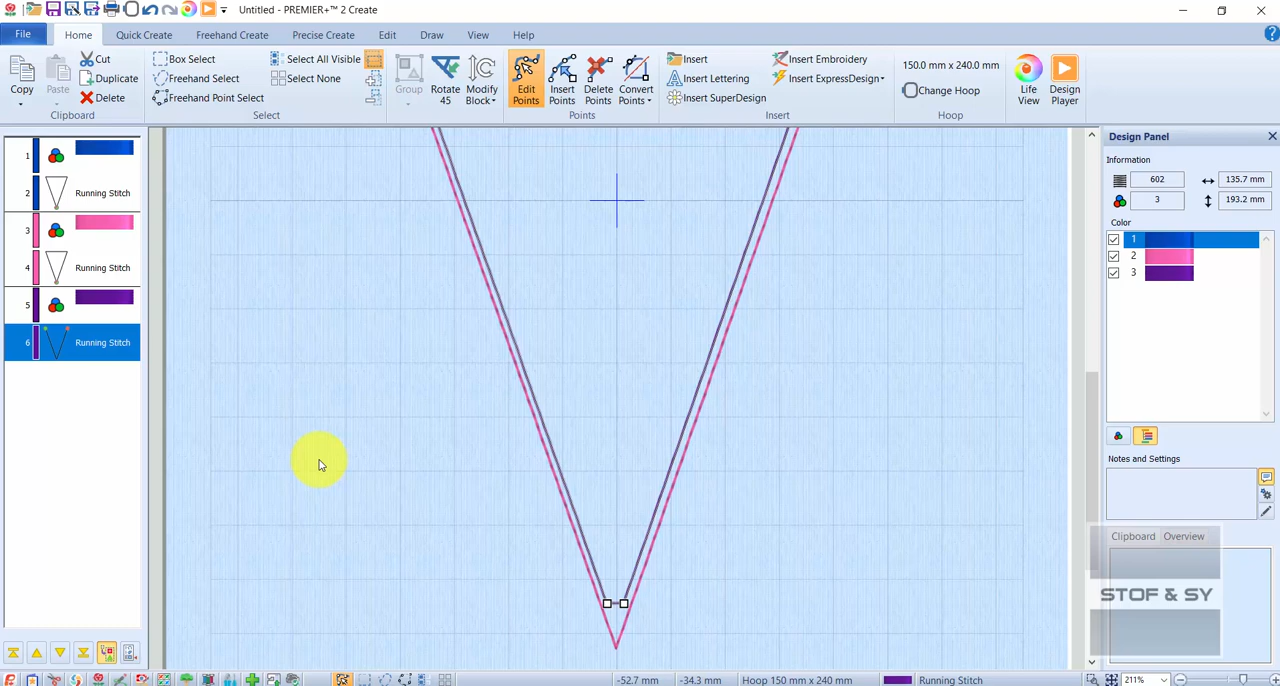 Untitled - PREMIER+™ 2 Create
File Home Quick Create Freehand Create Precise Create Edit Draw View Help
Copy
Paste
Cut
Duplicate
Delete
Clipboard
Box Select
Freehand Select
Freehand Point Select
Select All Visible
Select
Select
Group
Rotate
45
Modify
Block
Edit
Points
Insert
Points
Delete
Points
Convert
Points
Points
Insert
Insert Lettering
Insert SuperDesign
Insert Embroidery
Insert ExpressDesign
Insert
150.0 mm x 240.0 mm
Change Hoop
Hoop
Life
View
Design
Player
1
2 Running Stitch
3
4 Running Stitch
5
6 Running Stitch
Design Panel
Information
602 135.7 mm
3 193.2 mm
Color
1
2
3
Notes and Settings
Clipboard Overview
STOF & SY
-52.7 mm -34.3 mm Hoop 150 mm x 240 mm Running Stitch 211%